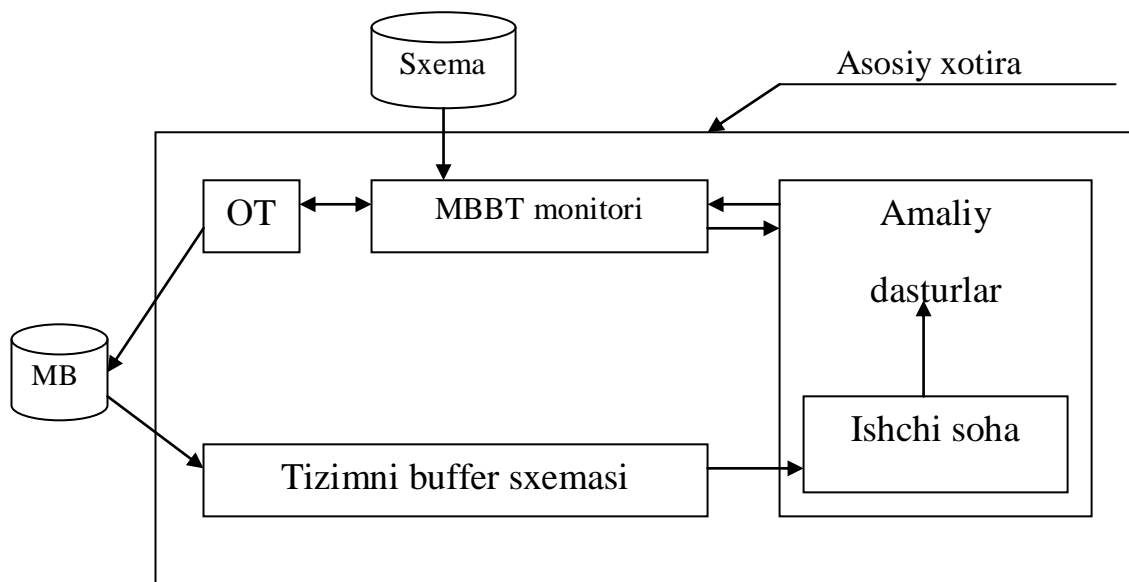 Sxema
Asosiy xotira
OT
MBBT monitori
Amaliy
dasturlar
MB
Ishchi soha
Tizimni buffer sxemasi